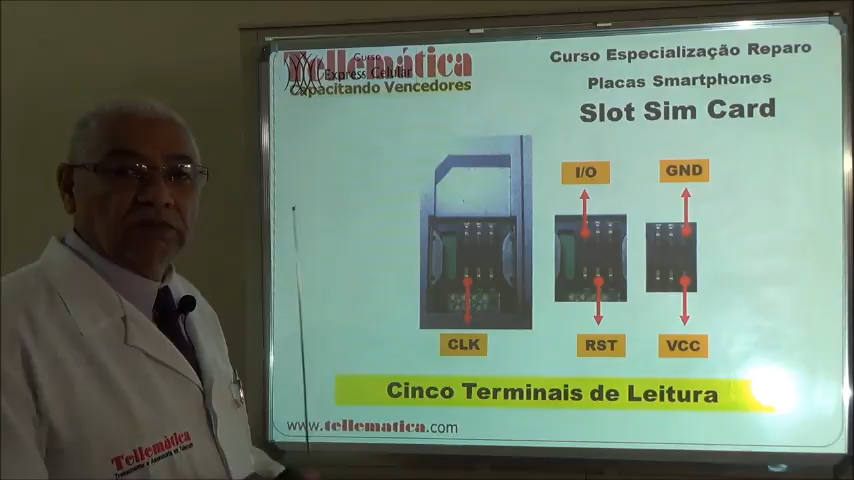 Curso
Tellemática
Express Celular
Capacitando Vencedores
Curso Especialização Reparo
Placas Smartphones
Slot Sim Card
I/O
GND
CLK
RST
VCC
Cinco Terminais de Leitura
www.tellematica.com
Tellemática